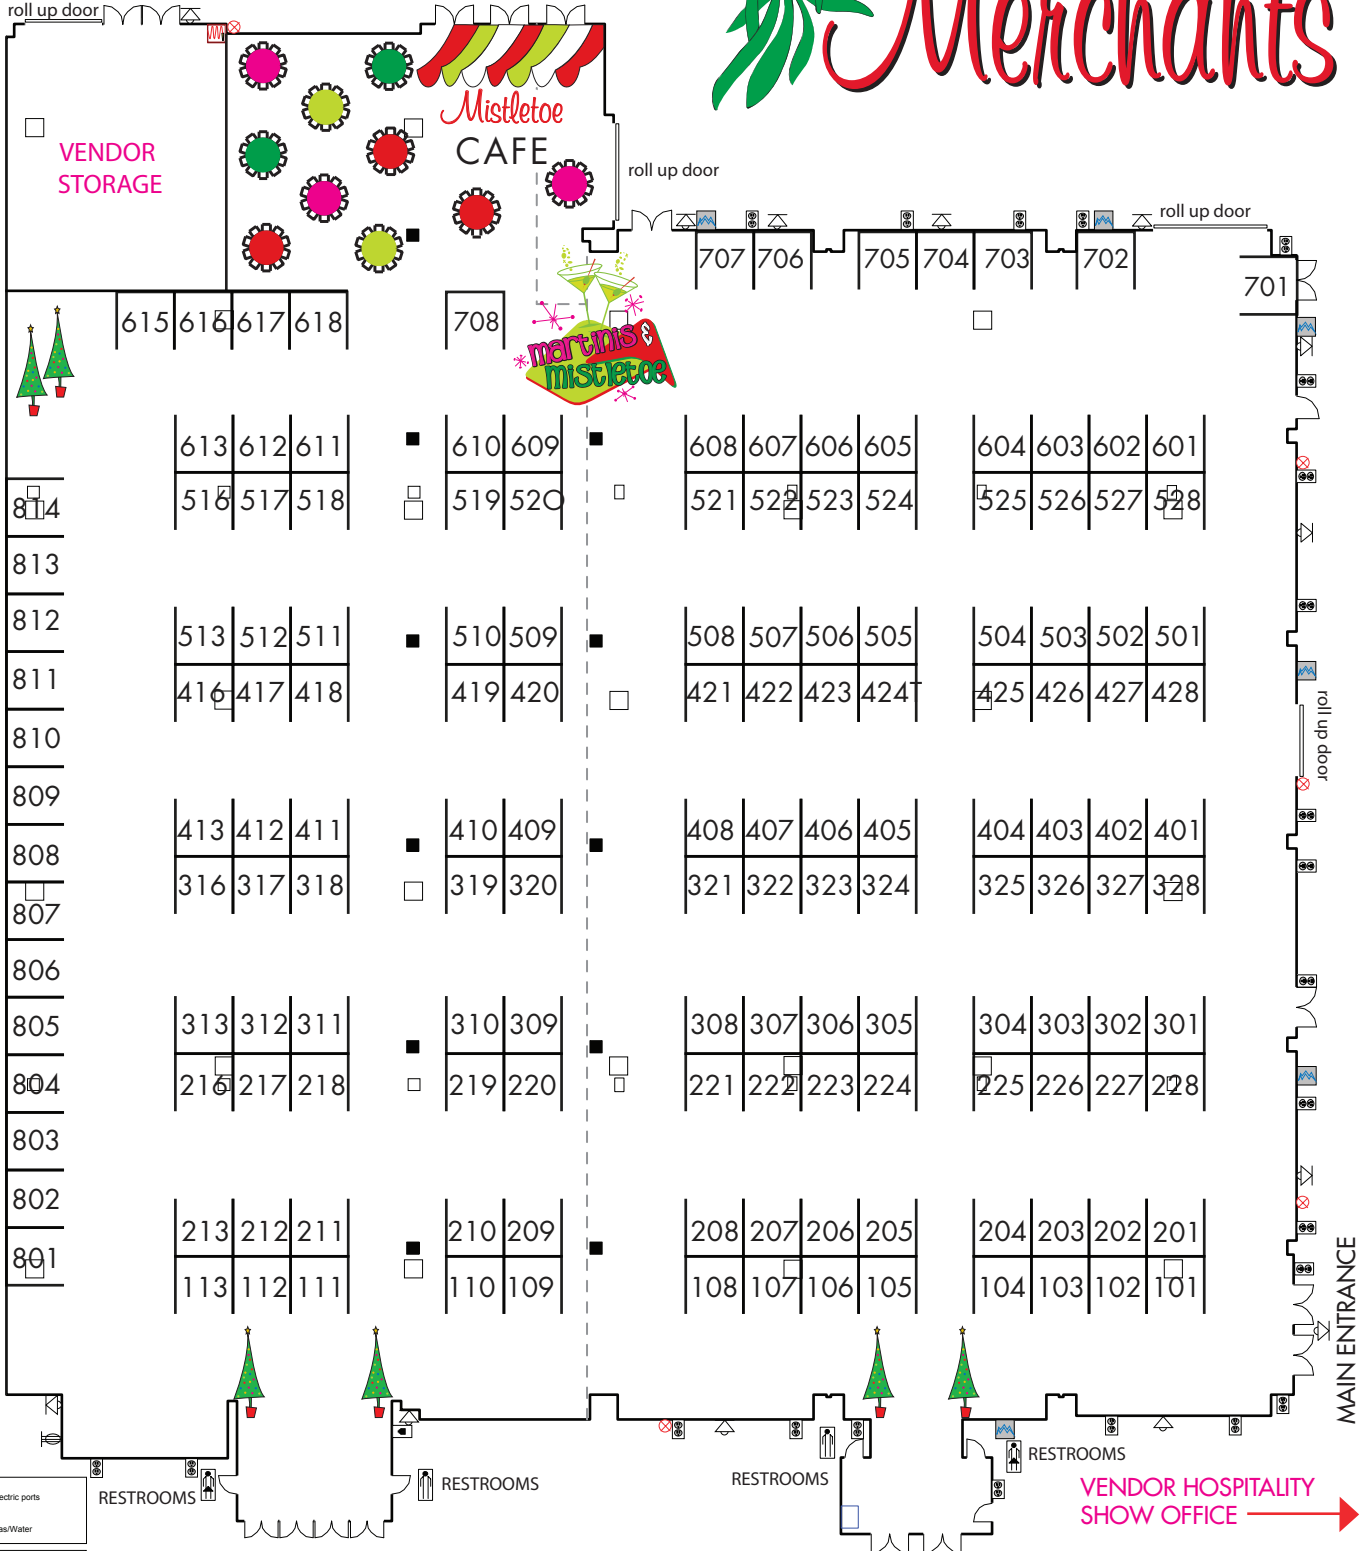 roll up door
Merchants
Mistletoe
CAFE
VENDOR
STORAGE
roll up door
roll up door
707 706 705 704 703 702
701
615 616 617 618 708
martinis &
mistletoe
613 612 611 610 609 608 607 606 605 604 603 602 601
814 516 517 518 519 52O 521 522 523 524 525 526 527 528
813
812
513 512 511 510 509 508 507 506 505 504 503 502 501
811 416 417 418 419 420 421 422 423 424T 425 426 427 428
810
roll up door
809
413 412 411 410 409 408 407 406 405 404 403 402 401
808
316 317 318 319 320 321 322 323 324 325 326 327 328
807
806
805 313 312 311 310 309 308 307 306 305 304 303 302 301
804 216 217 218 219 220 221 222 223 224 225 226 227 228
803
802
213 212 211 210 209 208 207 206 205 204 203 202 201
801
113 112 111 110 109 108 107 106 105 104 103 102 101
MAIN ENTRANCE
RESTROOMS
RESTROOMS
RESTROOMS
RESTROOMS
VENDOR HOSPITALITY
SHOW OFFICE
ectric ports
as/Water